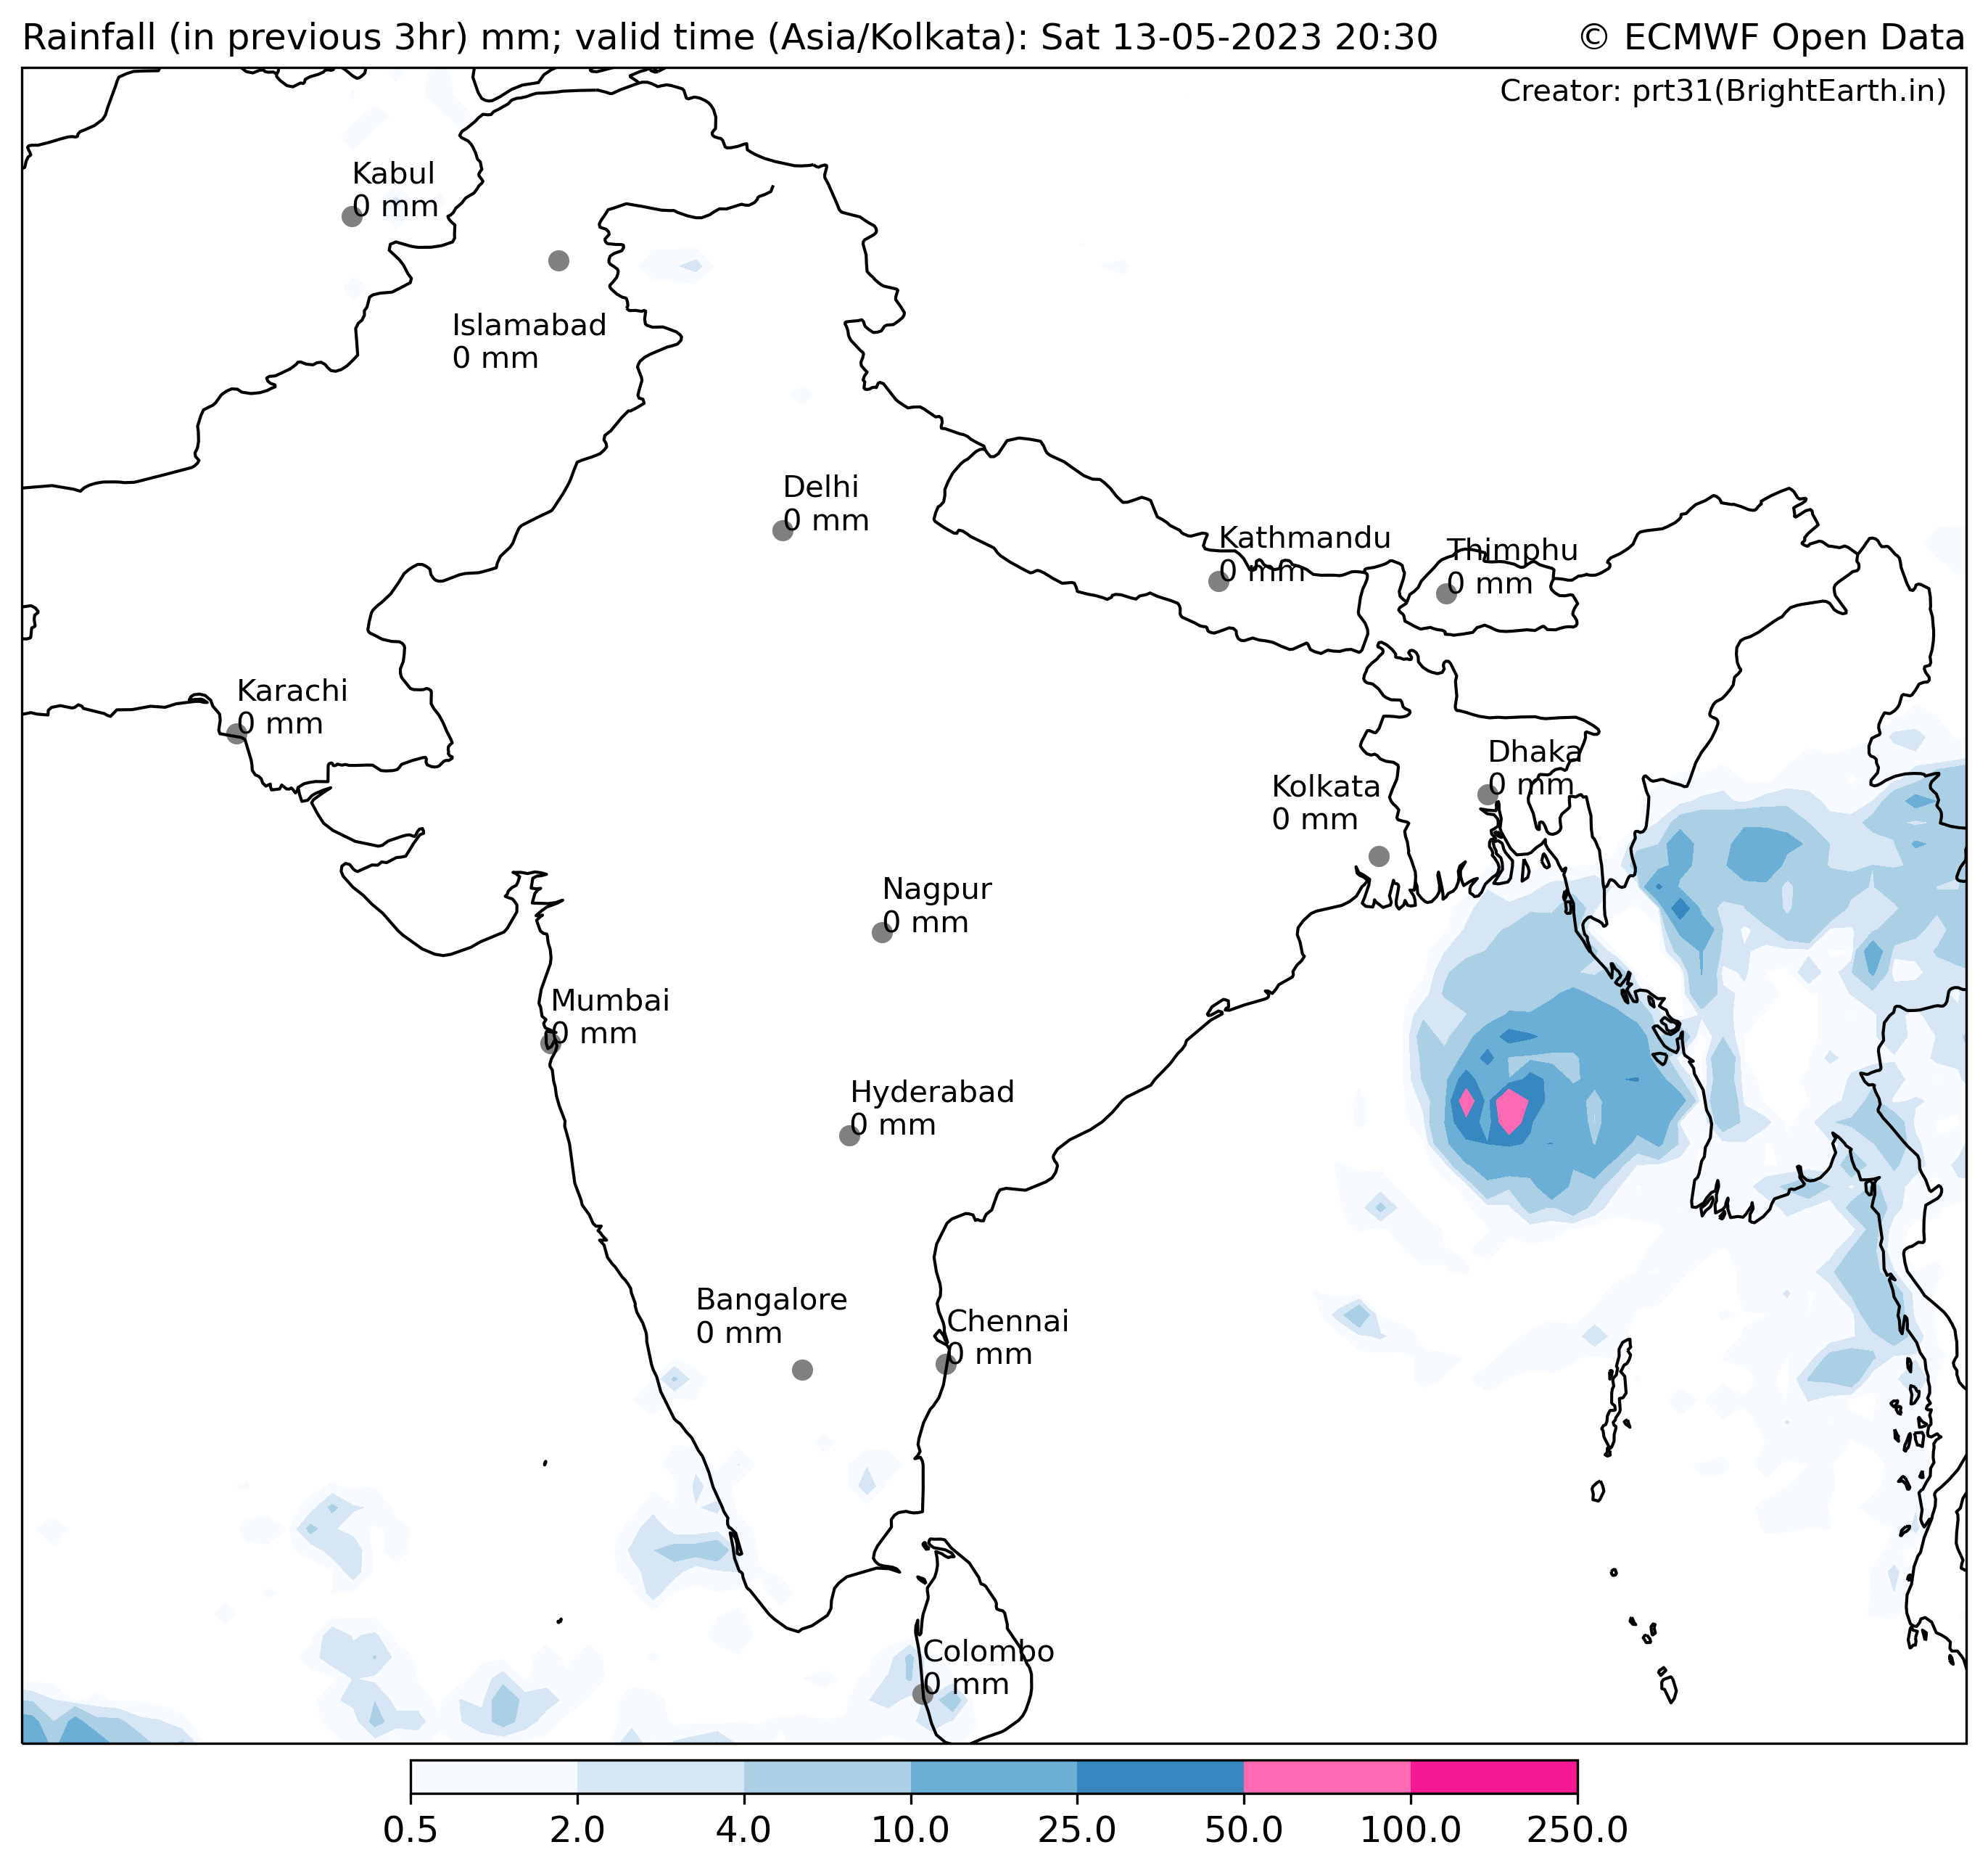 Rainfall (in previous 3hr) mm; valid time (Asia/Kolkata): Sat 13-05-2023 20:30
© ECMWF Open Data
Creator: prt31(BrightEarth.in)
Kabul
0 mm
Islamabad
0 mm
Delhi
0 mm
Kathmandu
0 mm
Thimphu
0 mm
Karachi
0 mm
Dhaka
0 mm
Kolkata
0 mm
Nagpur
0 mm
Mumbai
0 mm
Hyderabad
0 mm
Bangalore
0 mm
Chennai
0 mm
Colombo
0 mm
0.5 2.0 4.0 10.0 25.0 50.0 100.0 250.0